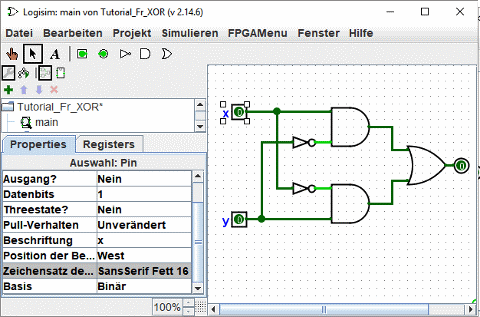 Logisim: main von Tutorial_Fr_XOR (v 2.14.6)
Datei Bearbeiten Projekt Simulieren FPGAMenu Fenster Hilfe
A
Tutorial_Fr_XOR*
main
Properties Registers
Auswahl: Pin
Ausgang? Nein
Datenbits 1
Threestate? Nein
Pull-Verhalten Unverändert
Beschriftung x
Position der Be... West
Zeichensatz de... SansSerif Fett 16
Basis Binär
100%
x 0
0
y 0